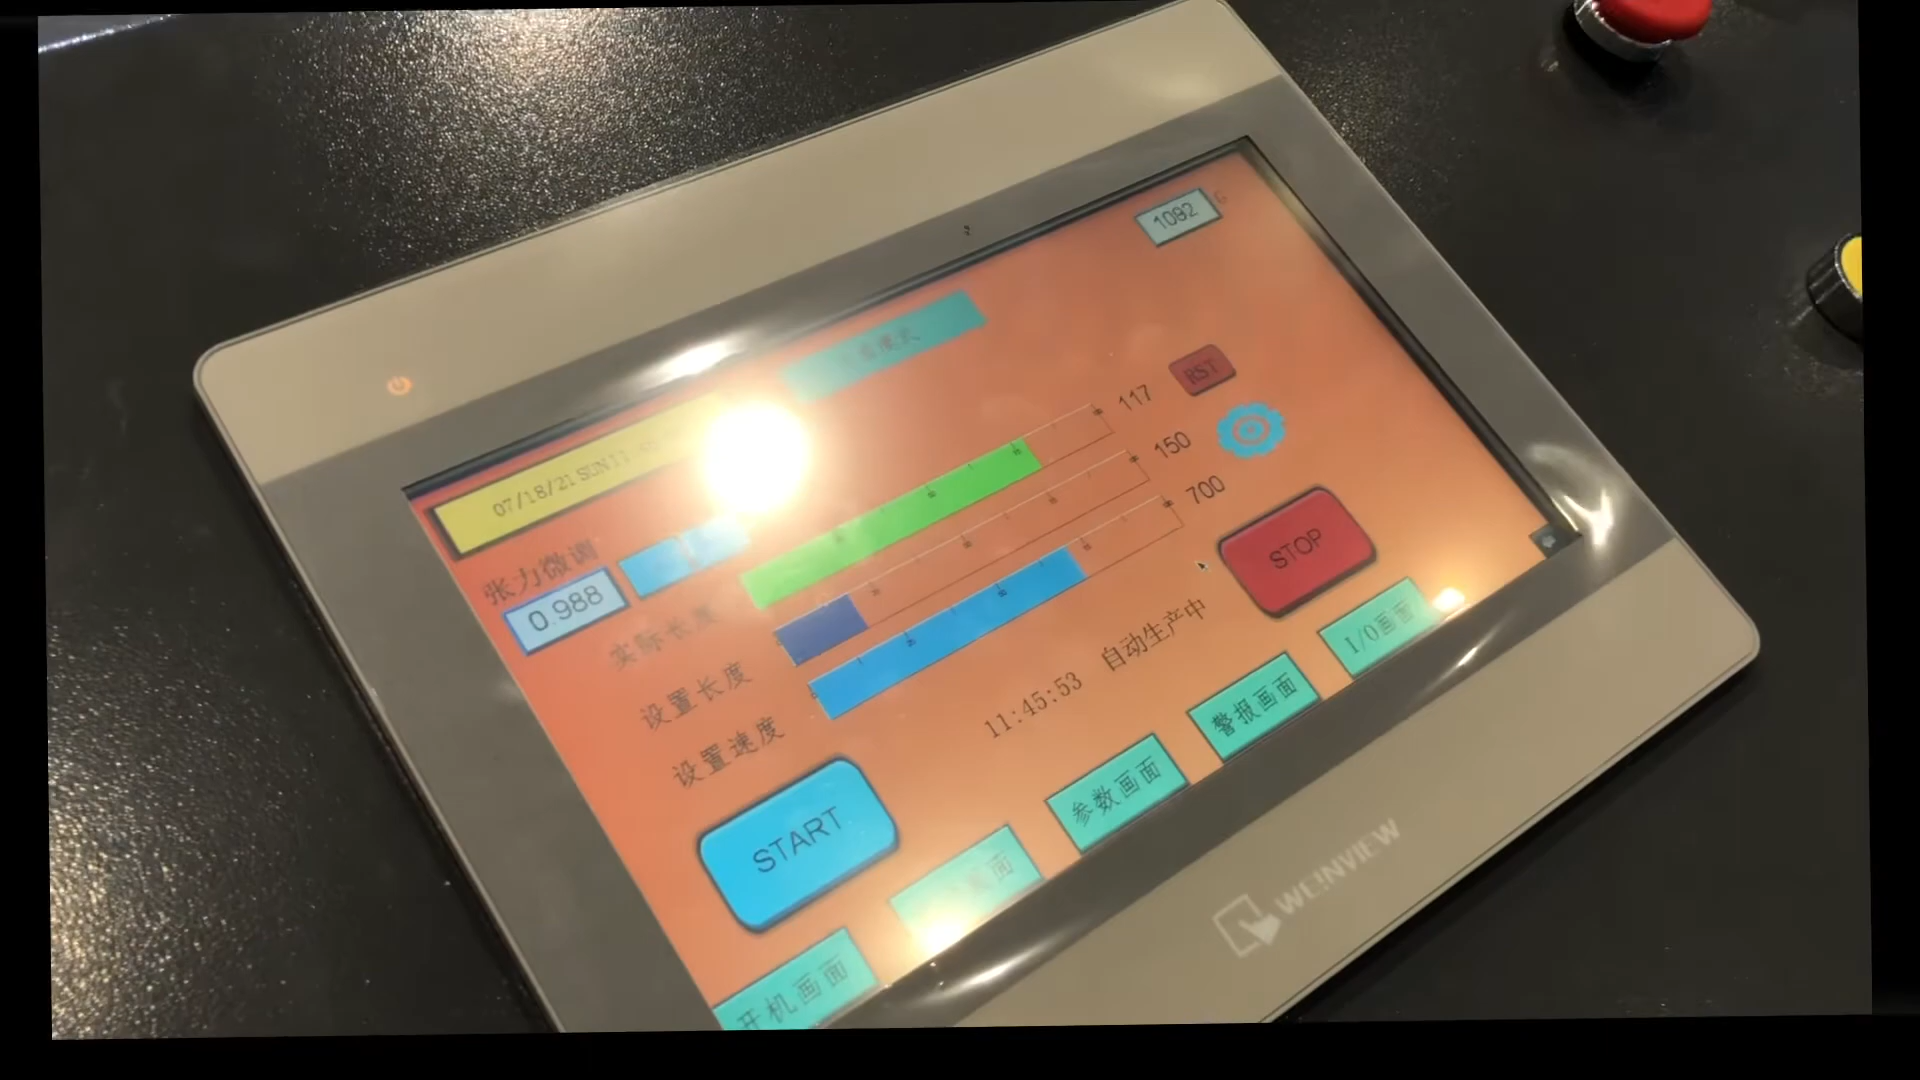 1092
07/18/21 SUN 11
117
RST
张力微调
0.988
实际长度
150
设置长度
700
设置速度
STOP
11:45:53 自动生产中
START
I/O画面
警报画面
参数画面
开机画面
WEINVIEW